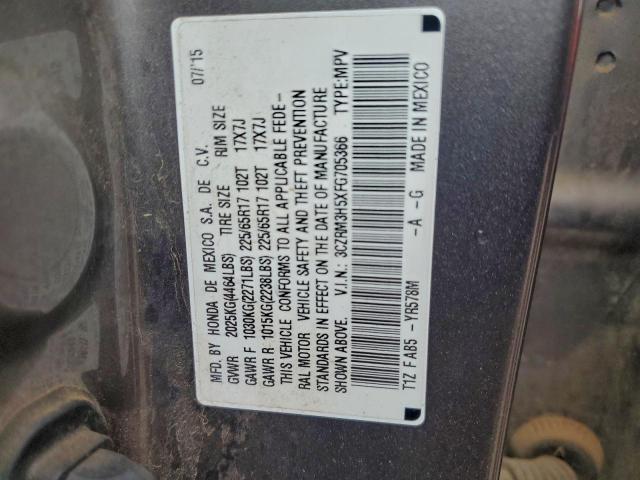 MFD. BY HONDA DE MEXICO S.A. DE C.V. 07/'15
GVWR 2025KG(4464LBS) TIRE SIZE RIM SIZE
GAWR F 1030KG(2271LBS) 225/65R17 102T 17X7J
GAWR R: 1015KG(2238LBS) 225/65R17 102T 17X7J
THIS VEHICLE CONFORMS TO ALL APPLICABLE FEDE-
RAL MOTOR VEHICLE SAFETY AND THEFT PREVENTION
STANDARDS IN EFFECT ON THE DATE OF MANUFACTURE
SHOWN ABOVE. V.I.N.: 3CZRM3H5XFG705366 TYPE:MPV
T1Z F AB5 -YR578M -A -G MADE IN MEXICO